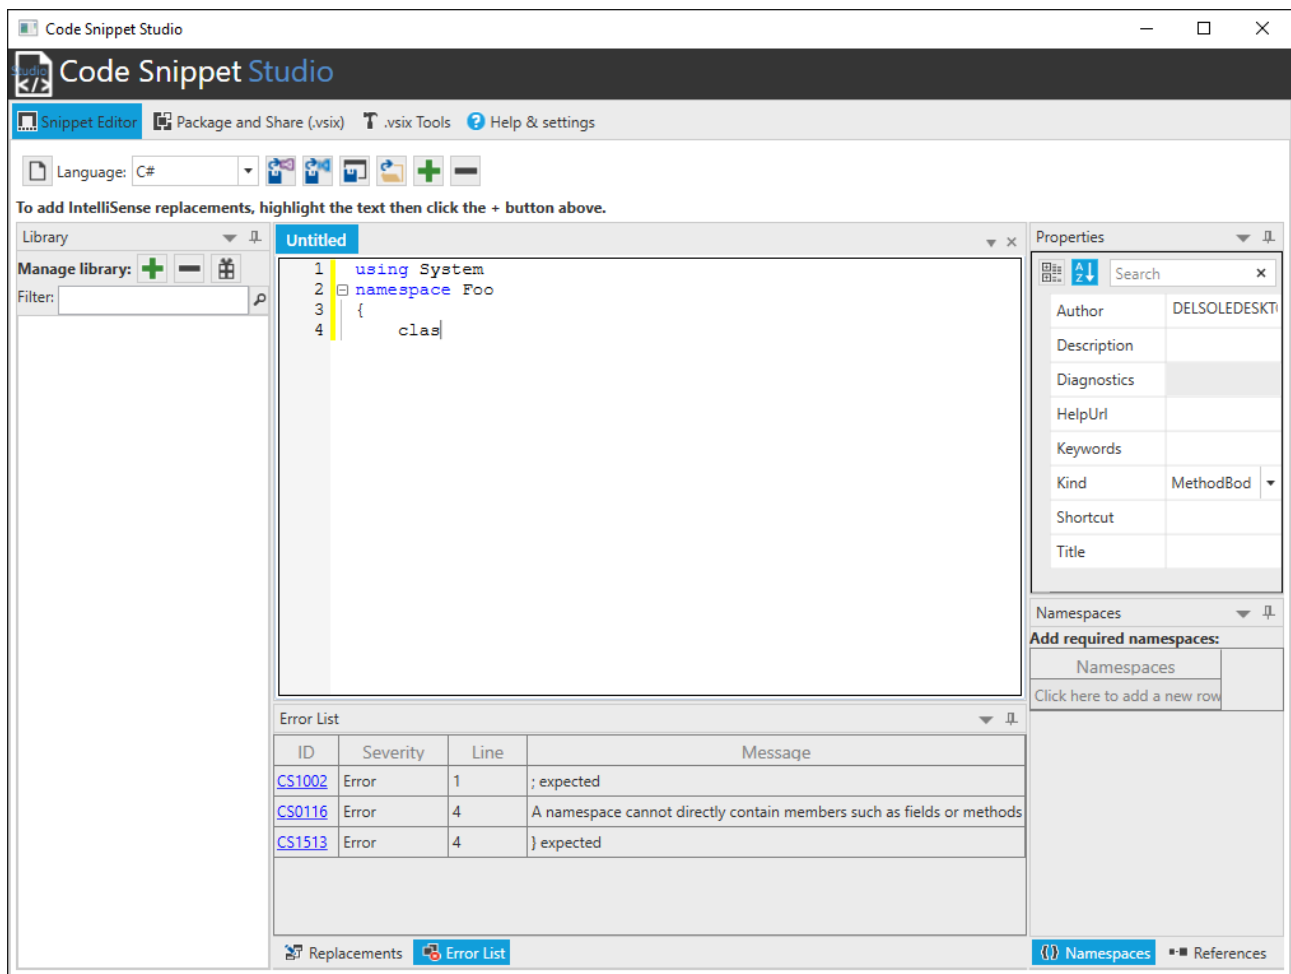 Code Snippet Studio
Studio
</>
Code Snippet Studio
Snippet Editor Package and Share (.vsix) .vsix Tools ? Help & settings
Language: C#
To add IntelliSense replacements, highlight the text then click the + button above.
Library
Manage library:
Filter:
Untitled
1 using System
2 namespace Foo
3 {
4 clas
Properties
Search
Author DELSOLEDESKT
Description
Diagnostics
HelpUrl
Keywords
Kind MethodBod
Shortcut
Title
Namespaces
Add required namespaces:
Namespaces
Click here to add a new row
Error List
ID Severity Line Message
CS1002 Error 1 ; expected
CS0116 Error 4 A namespace cannot directly contain members such as fields or methods
CS1513 Error 4 } expected
Replacements Error List
Namespaces References